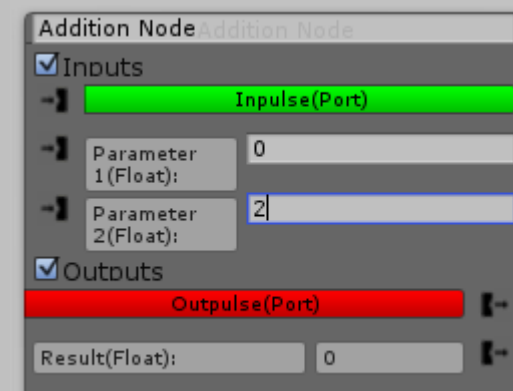 Addition Node Addition Node
Inputs
Inpulse(Port)
Parameter 1(Float):
0
Parameter 2(Float):
2
Outputs
Outpulse(Port)
Result(Float): 0